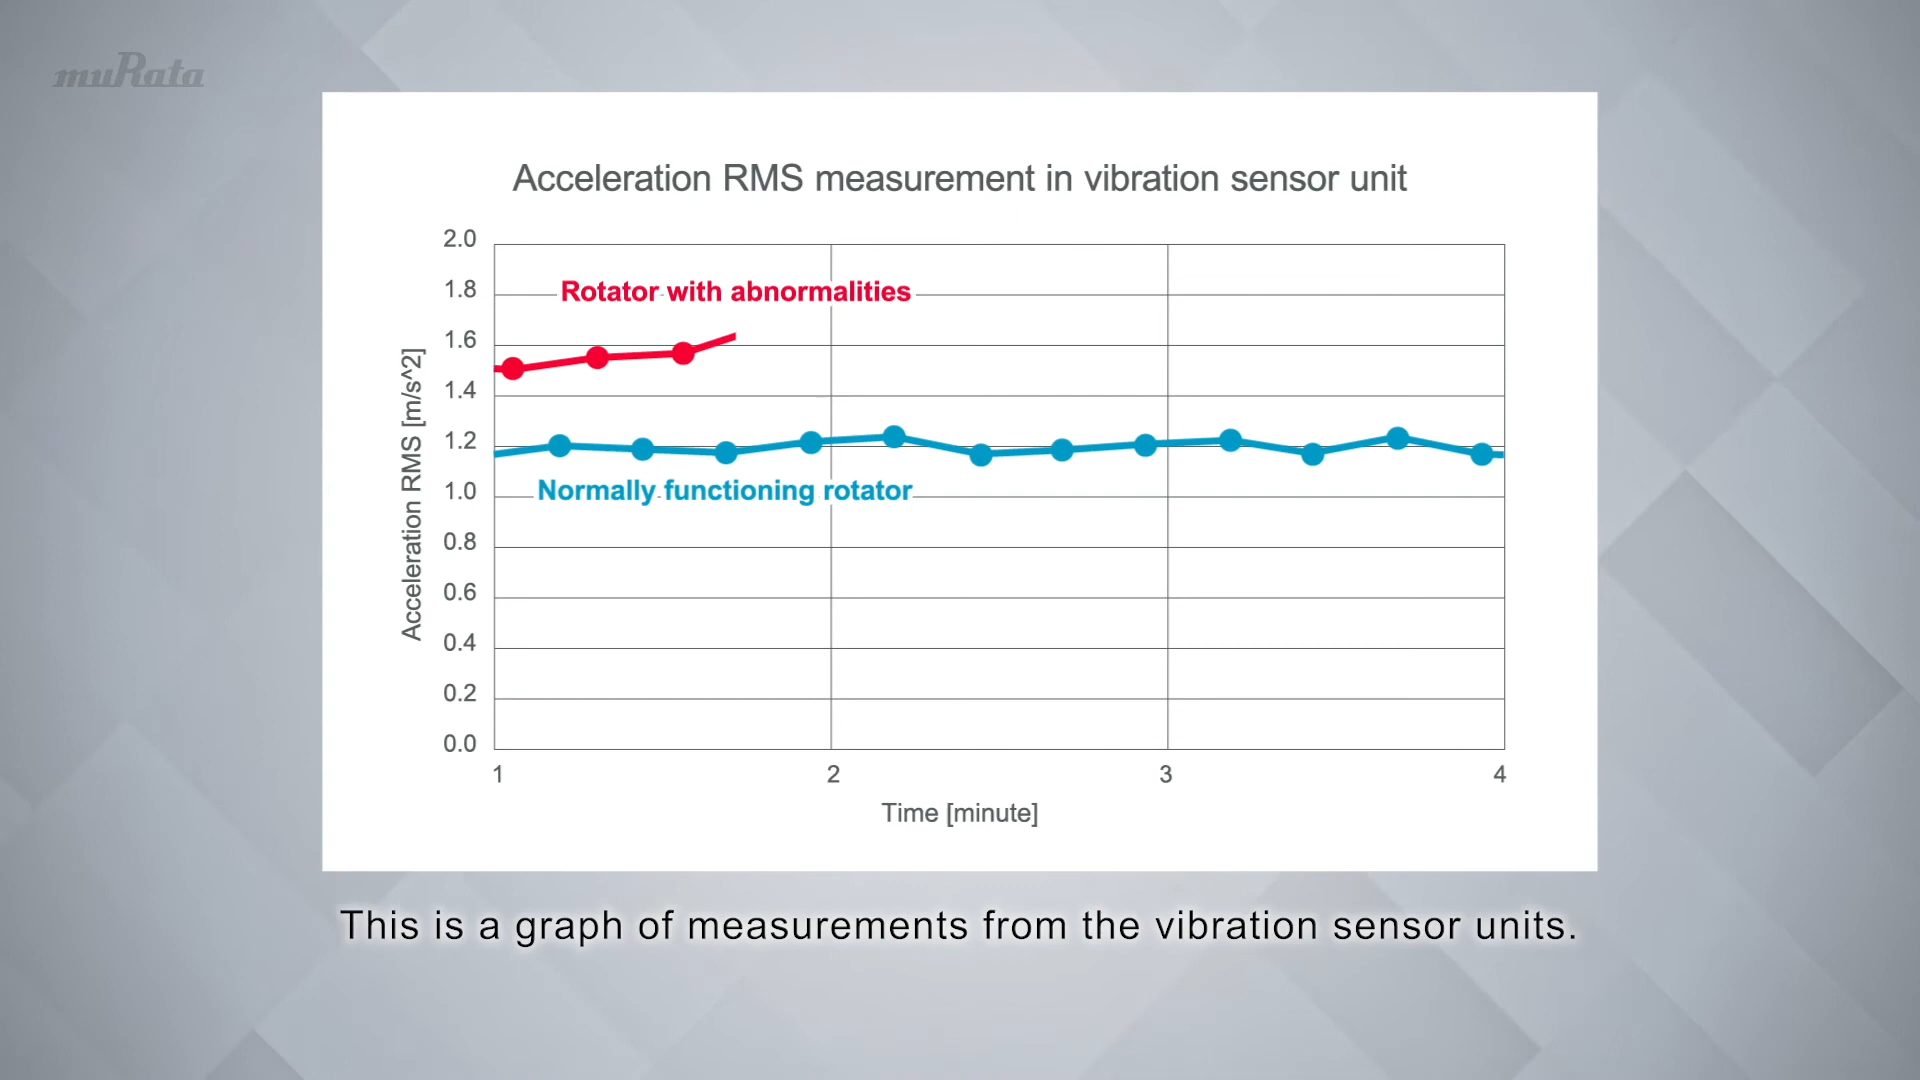 muRata
Acceleration RMS measurement in vibration sensor unit
2.0
1.8
1.6
1.4
1.2
1.0
0.8
0.6
0.4
0.2
0.0
Acceleration RMS [m/s^2]
Rotator with abnormalities
Normally functioning rotator
1 2 3 4
Time [minute]
This is a graph of measurements from the vibration sensor units.